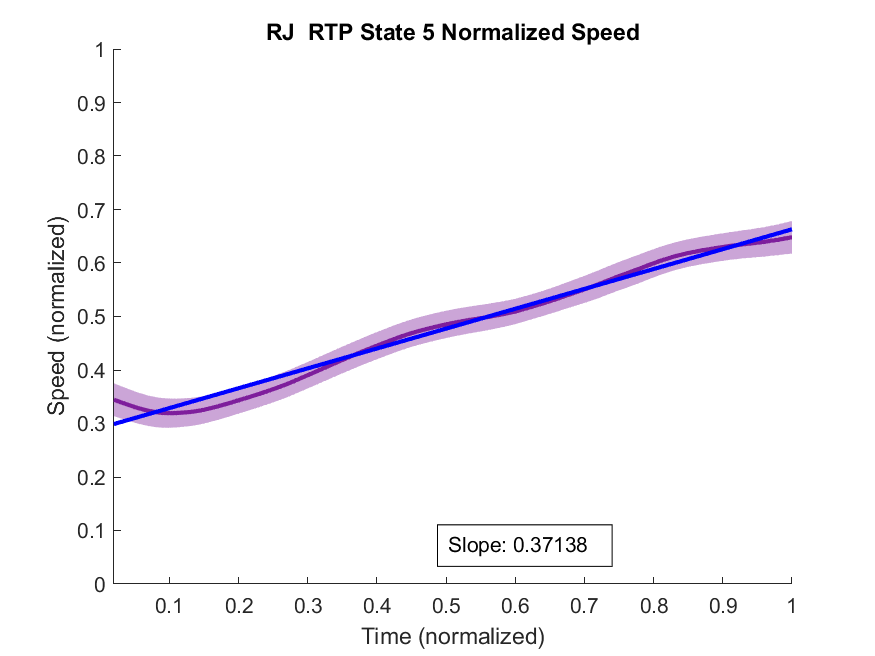 RJ  RTP State 5 Normalized Speed
1
0.9
0.8
0.7
0.6
0.5
0.4
0.3
0.2
0.1
0
Speed (normalized)
Slope: 0.37138
0.1 0.2 0.3 0.4 0.5 0.6 0.7 0.8 0.9 1
Time (normalized)